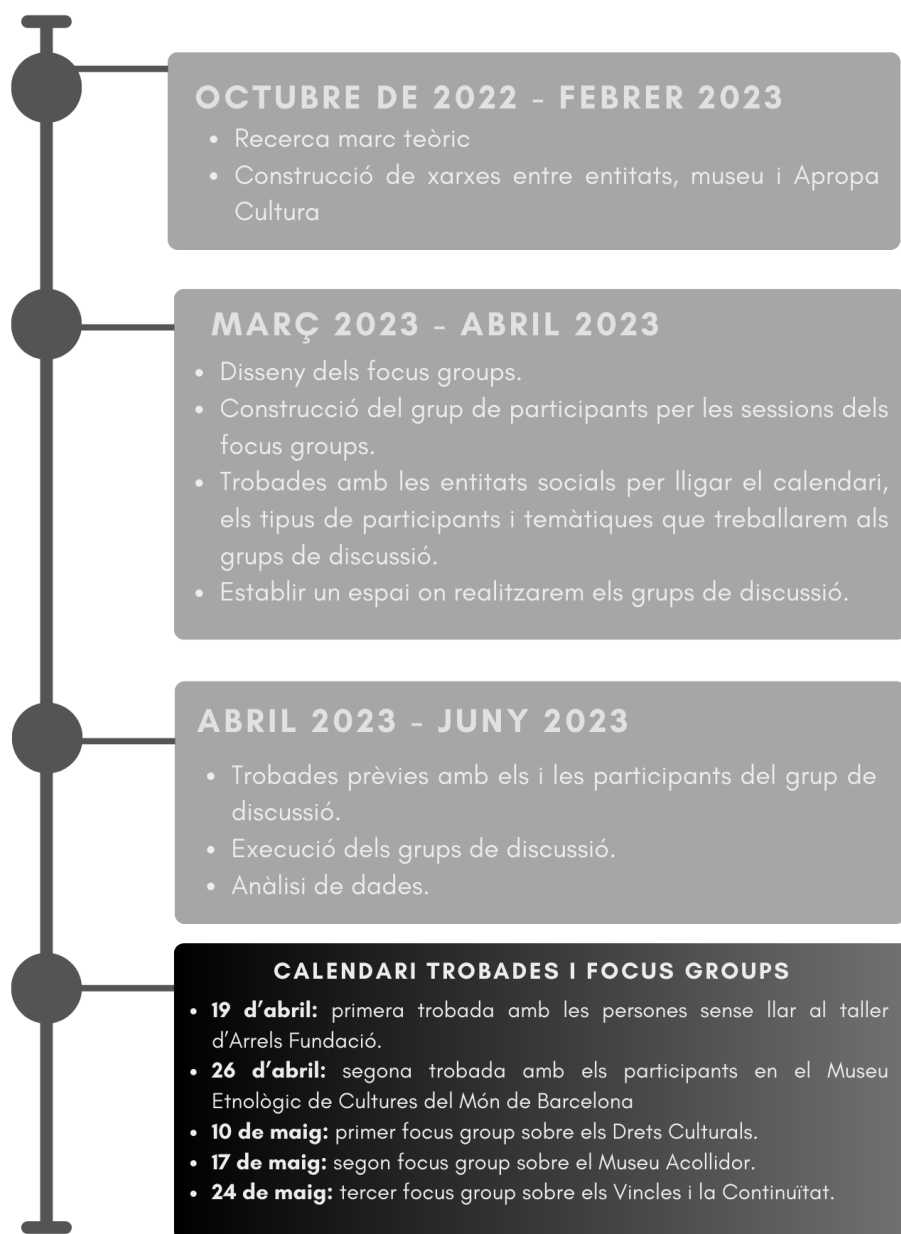 OCTUBRE DE 2022 - FEBRER 2023
• Recerca marc teòric
• Construcció de xarxes entre entitats, museu i Apropa
Cultura
MARÇ 2023 - ABRIL 2023
• Disseny dels focus groups.
• Construcció del grup de participants per les sessions dels
focus groups.
• Trobades amb les entitats socials per lligar el calendari,
els tipus de participants i temàtiques que treballarem als
grups de discussió.
• Establir un espai on realitzarem els grups de discussió.
ABRIL 2023 - JUNY 2023
• Trobades prèvies amb els i les participants del grup de
discussió.
• Execució dels grups de discussió.
• Anàlisi de dades.
CALENDARI TROBADES I FOCUS GROUPS
• 19 d’abril: primera trobada amb les persones sense llar al taller
d’Arrels Fundació.
• 26 d’abril: segona trobada amb els participants en el Museu
Etnològic de Cultures del Món de Barcelona
• 10 de maig: primer focus group sobre els Drets Culturals.
• 17 de maig: segon focus group sobre el Museu Acollidor.
• 24 de maig: tercer focus group sobre els Vincles i la Continuïtat.